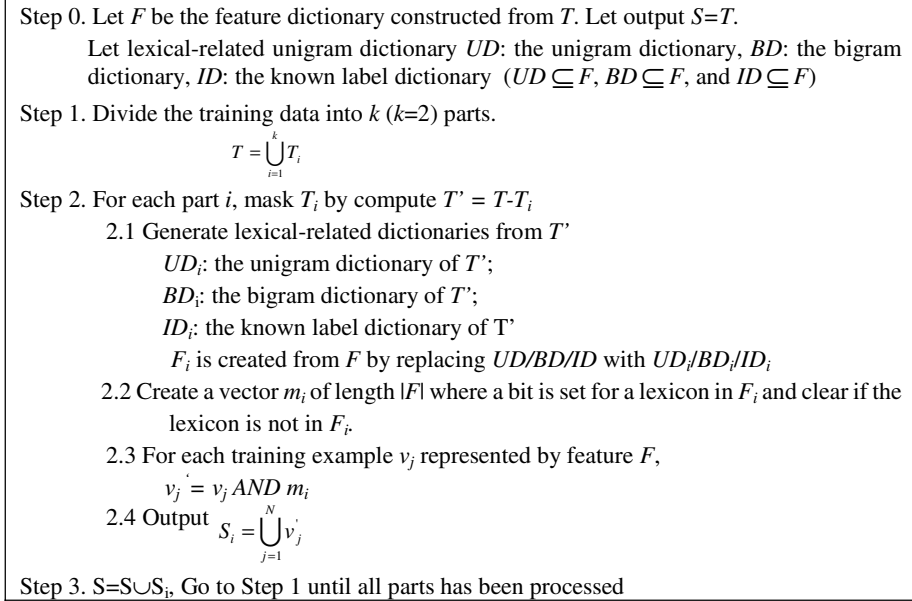 Step 0. Let F be the feature dictionary constructed from T. Let output S=T.
Let lexical-related unigram dictionary UD: the unigram dictionary, BD: the bigram
dictionary, ID: the known label dictionary (UD ⊆ F, BD ⊆ F, and ID ⊆ F)
Step 1. Divide the training data into k (k=2) parts.
T = ⋃_{i=1}^{k} T_i
Step 2. For each part i, mask T_i by compute T’ = T-T_i
2.1 Generate lexical-related dictionaries from T’
UD_i: the unigram dictionary of T’;
BD_i: the bigram dictionary of T’;
ID_i: the known label dictionary of T’
F_i is created from F by replacing UD/BD/ID with UD_i/BD_i/ID_i
2.2 Create a vector m_i of length |F| where a bit is set for a lexicon in F_i and clear if the
lexicon is not in F_i.
2.3 For each training example v_j represented by feature F,
v_j‘ = v_j AND m_i
2.4 Output S_i = ⋃_{j=1}^{N} v_j'
Step 3. S=S∪S_i, Go to Step 1 until all parts has been processed